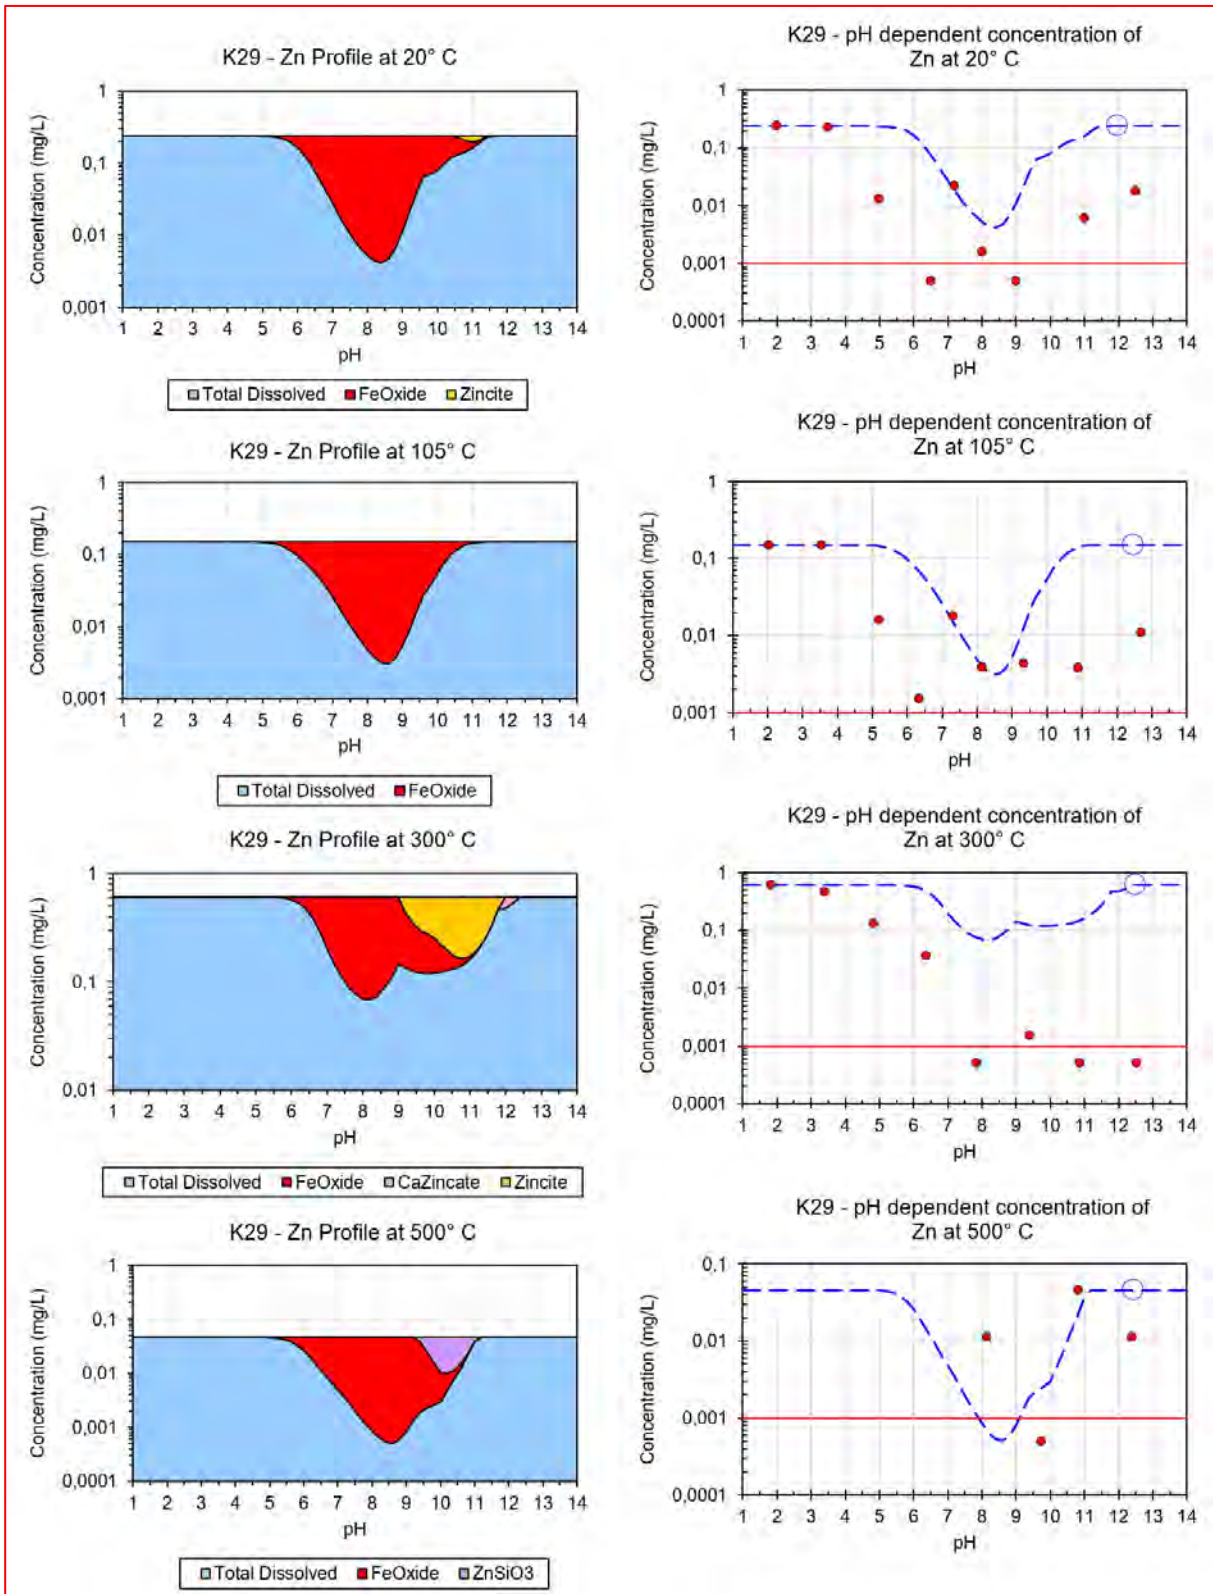 K29 - Zn Profile at 20° C
Concentration (mg/L)
1
0,1
0,01
0,001
1 2 3 4 5 6 7 8 9 10 11 12 13 14
pH
Total Dissolved FeOxide Zincite
K29 - pH dependent concentration of
Zn at 20° C
Concentration (mg/L)
1
0,1
0,01
0,001
0,0001
1 2 3 4 5 6 7 8 9 10 11 12 13 14
pH
K29 - Zn Profile at 105° C
Concentration (mg/L)
1
0,1
0,01
0,001
1 2 3 4 5 6 7 8 9 10 11 12 13 14
pH
Total Dissolved FeOxide
K29 - pH dependent concentration of
Zn at 105° C
Concentration (mg/L)
1
0,1
0,01
0,001
1 2 3 4 5 6 7 8 9 10 11 12 13 14
pH
K29 - Zn Profile at 300° C
Concentration (mg/L)
1
0.1
0.01
1 2 3 4 5 6 7 8 9 10 11 12 13 14
pH
Total Dissolved FeOxide CaZincate Zincite
K29 - pH dependent concentration of
Zn at 300° C
Concentration (mg/L)
1
0,1
0,01
0,001
0,0001
1 2 3 4 5 6 7 8 9 10 11 12 13 14
pH
K29 - Zn Profile at 500° C
Concentration (mg/L)
1
0,1
0,01
0,001
0,0001
1 2 3 4 5 6 7 8 9 10 11 12 13 14
pH
Total Dissolved FeOxide ZnSiO3
K29 - pH dependent concentration of
Zn at 500° C
Concentration (mg/L)
0,1
0,01
0,001
0,0001
1 2 3 4 5 6 7 8 9 10 11 12 13 14
pH